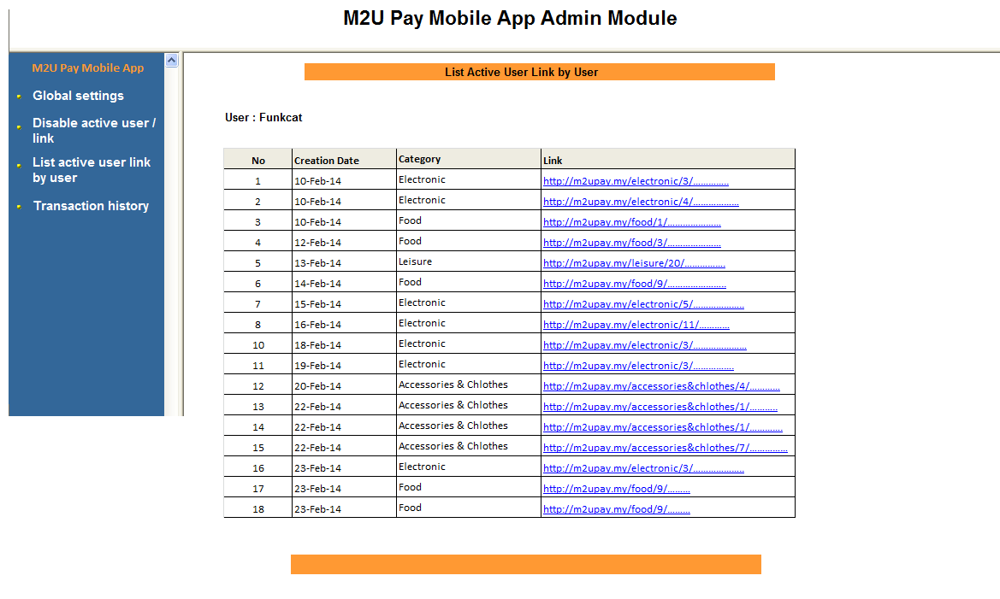 M2U Pay Mobile App Admin Module
M2U Pay Mobile App
Global settings
Disable active user /
link
List active user link
by user
Transaction history
List Active User Link by User
User : Funkcat
No Creation Date Category Link
1 10-Feb-14 Electronic http://m2upay.my/electronic/3/..............
2 10-Feb-14 Electronic http://m2upay.my/electronic/4/..................
3 10-Feb-14 Food http://m2upay.my/food/1/.....................
4 12-Feb-14 Food http://m2upay.my/food/3/.....................
5 13-Feb-14 Leisure http://m2upay.my/leisure/20/................
6 14-Feb-14 Food http://m2upay.my/food/9/.......................
7 15-Feb-14 Electronic http://m2upay.my/electronic/5/....................
8 16-Feb-14 Electronic http://m2upay.my/electronic/11/............
10 18-Feb-14 Electronic http://m2upay.my/electronic/3/.....................
11 19-Feb-14 Electronic http://m2upay.my/electronic/3/................
12 20-Feb-14 Accessories & Chlothes http://m2upay.my/accessories&chlothes/4/............
13 22-Feb-14 Accessories & Chlothes http://m2upay.my/accessories&chlothes/1/...........
14 22-Feb-14 Accessories & Chlothes http://m2upay.my/accessories&chlothes/1/.............
15 22-Feb-14 Accessories & Chlothes http://m2upay.my/accessories&chlothes/7/...............
16 23-Feb-14 Electronic http://m2upay.my/electronic/3/....................
17 23-Feb-14 Food http://m2upay.my/food/9/.........
18 23-Feb-14 Food http://m2upay.my/food/9/.........